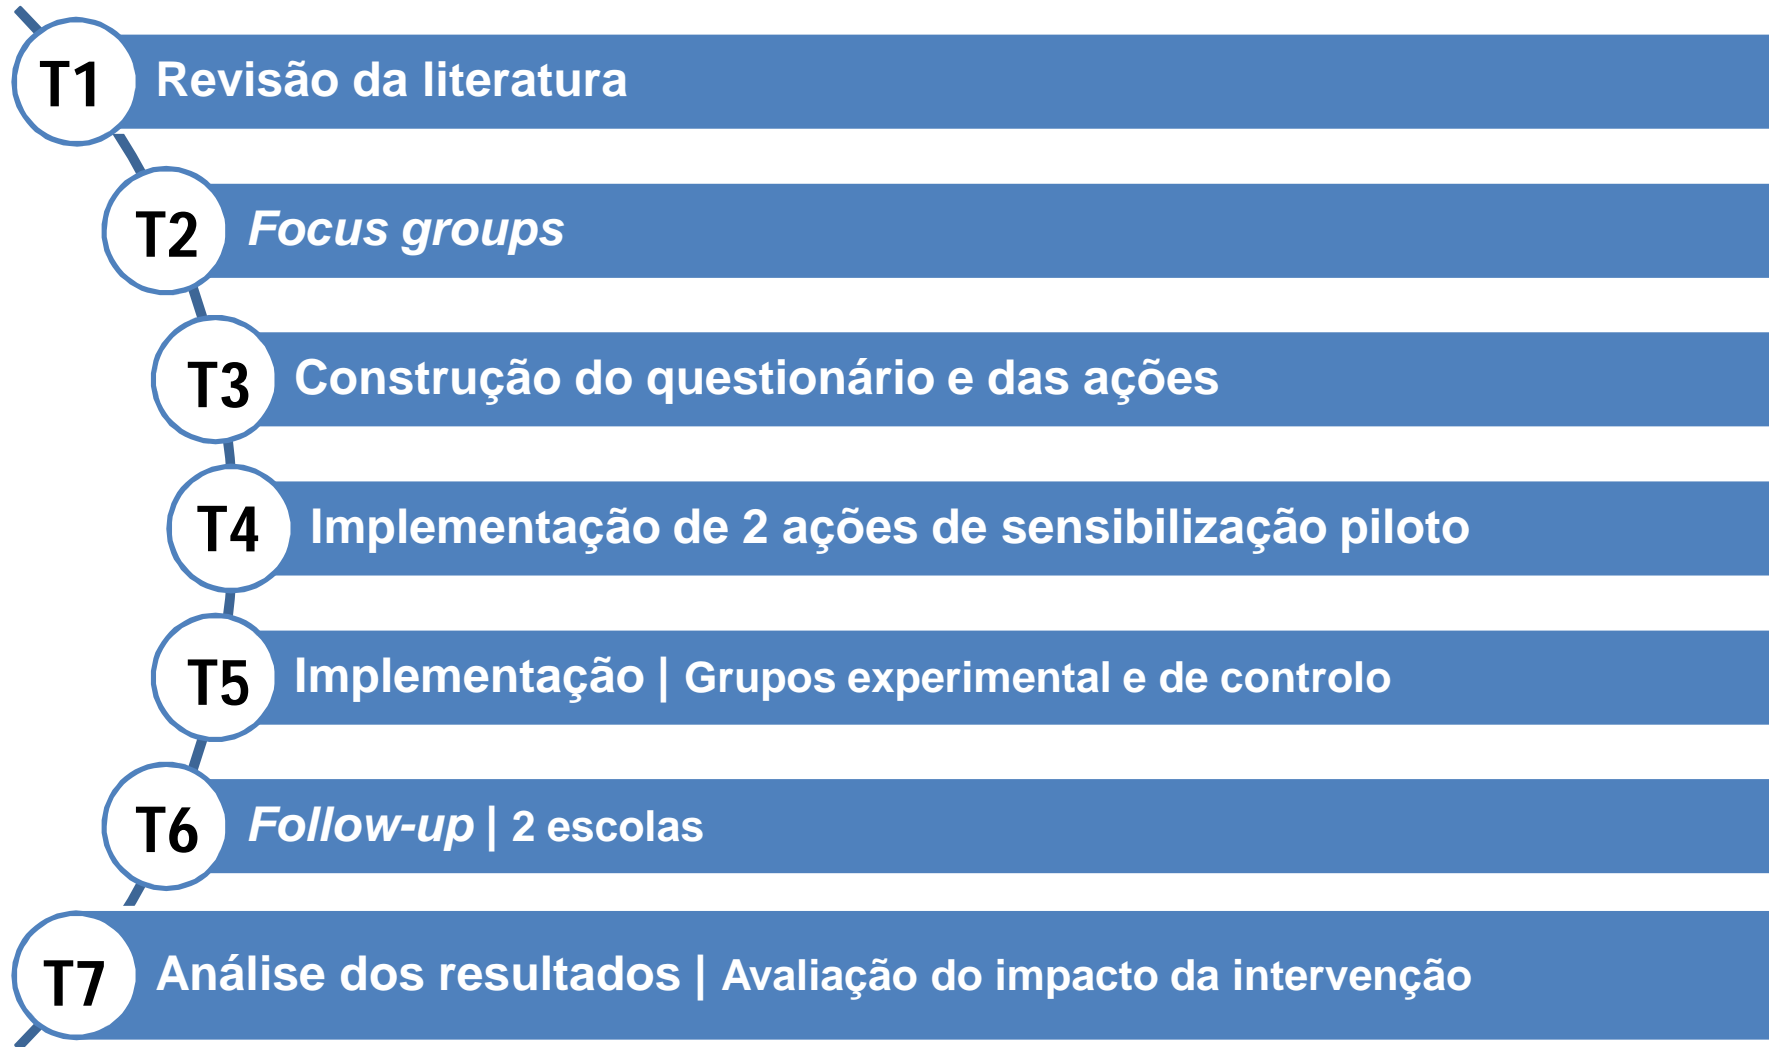 T1 Revisão da literatura
T2 Focus groups
T3 Construção do questionário e das ações
T4 Implementação de 2 ações de sensibilização piloto
T5 Implementação | Grupos experimental e de controlo
T6 Follow-up | 2 escolas
T7 Análise dos resultados | Avaliação do impacto da intervenção